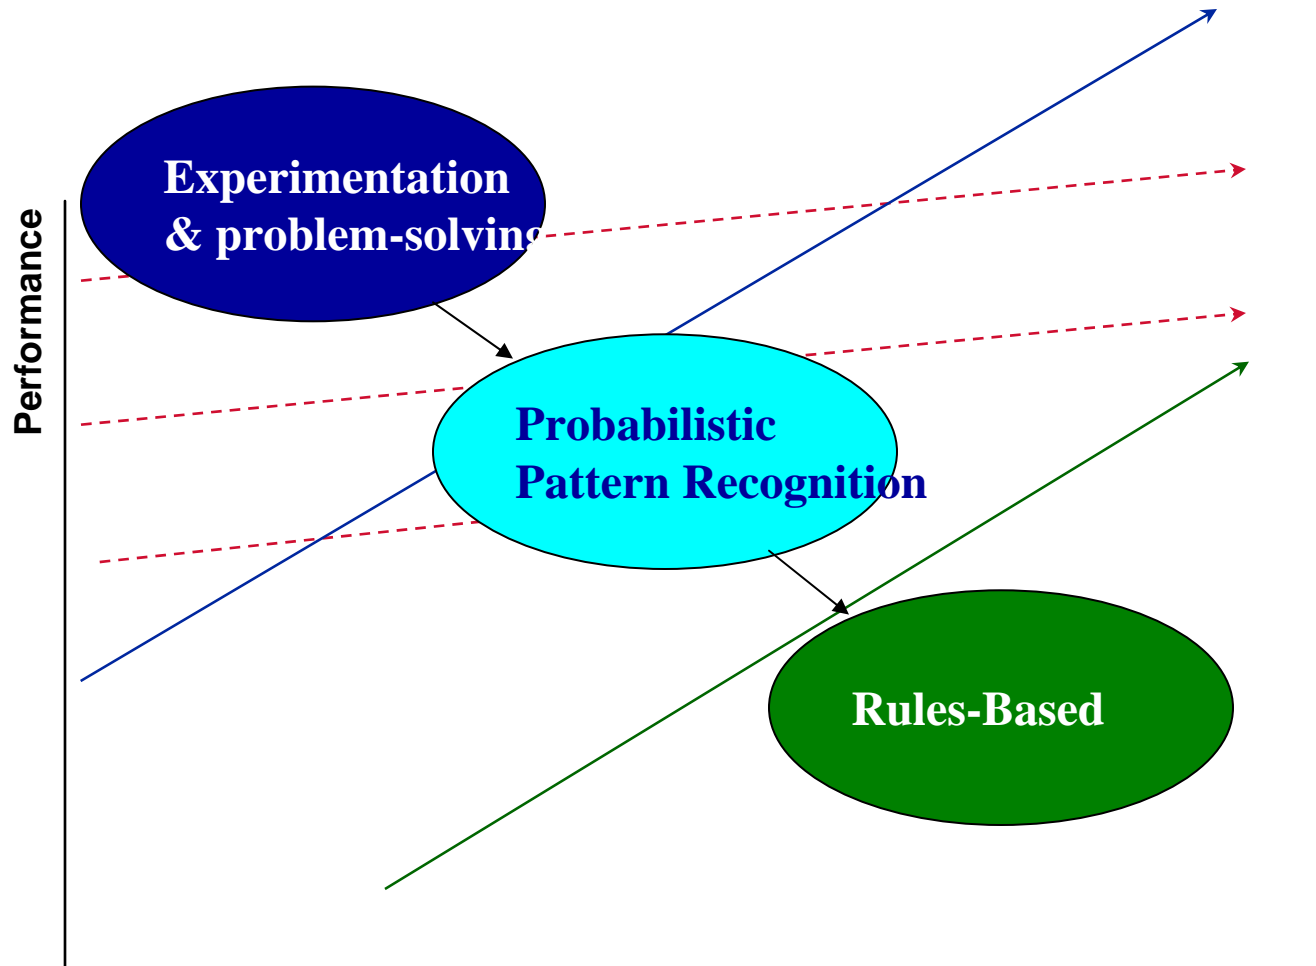 Performance
Experimentation
& problem-solving
Probabilistic
Pattern Recognition
Rules-Based